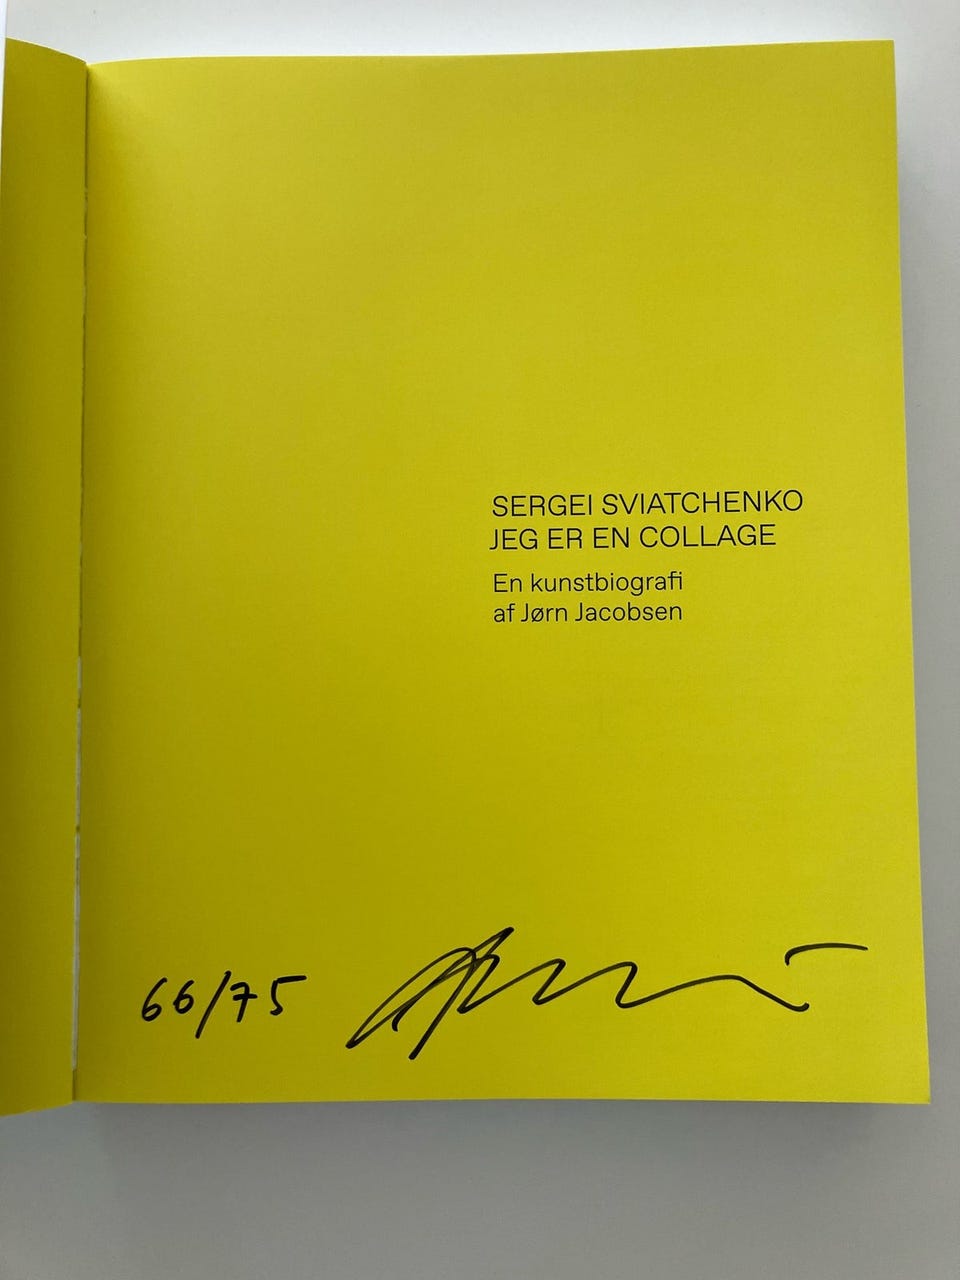 SERGEI SVIATCHENKO
JEG ER EN COLLAGE
En kunstbiografi
af Jørn Jacobsen
66/75